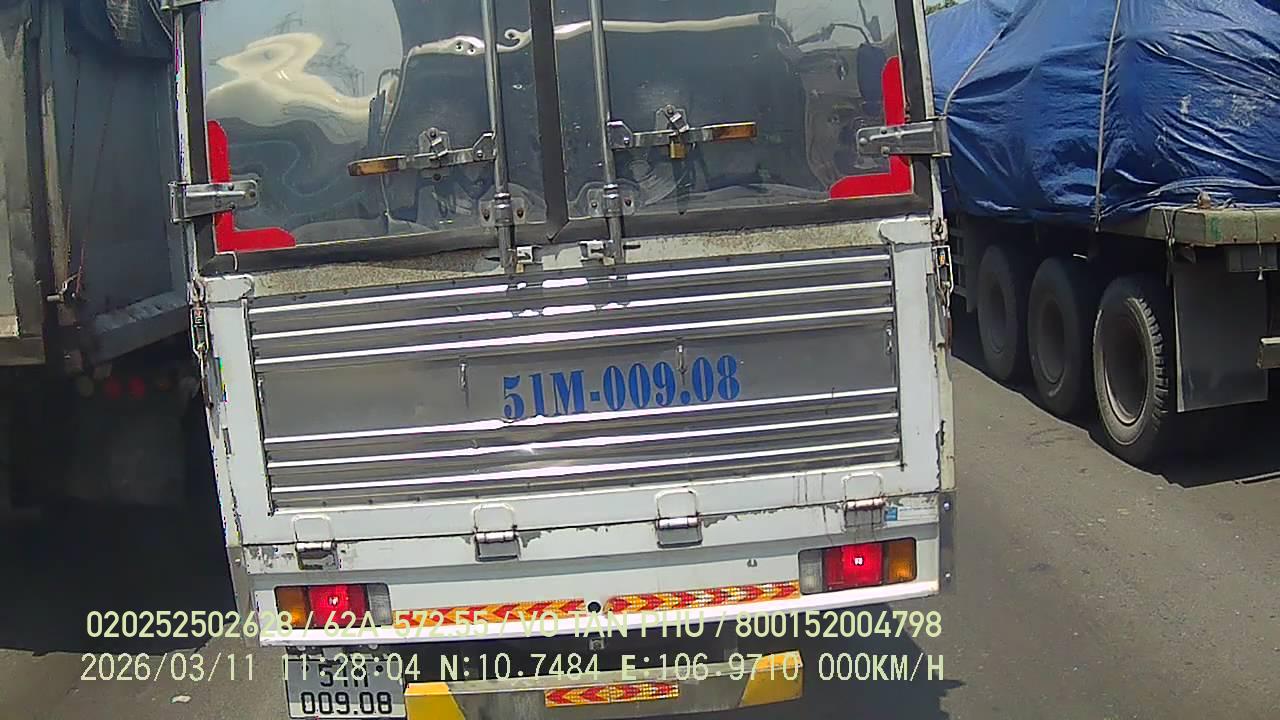 51M-009.08
020252502628 / 62A-572.55 / VO TAN PHU / 800152004798
2026/03/11 11:28:04 N:10.7484 E:106.9710 000KM/H
51M
009.08